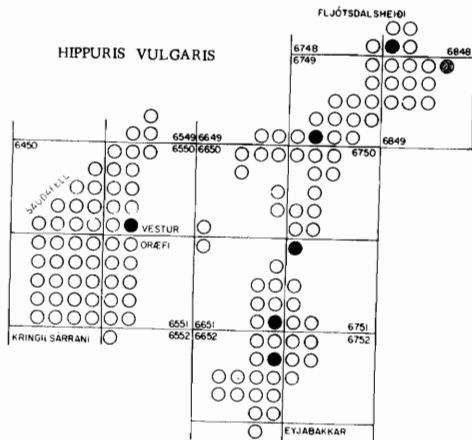 FLJÓTSDALSHEIÐI
HIPPURIS VULGARIS
6748 6848
6749
6549 6649
6450 6550 6650 6750 6849
SAUÐAFELL
VESTUR
ÖRÆFI
6551 6651 6751
KRINGILSÁRRANI 6552 6652 6752
EYJABAKKAR